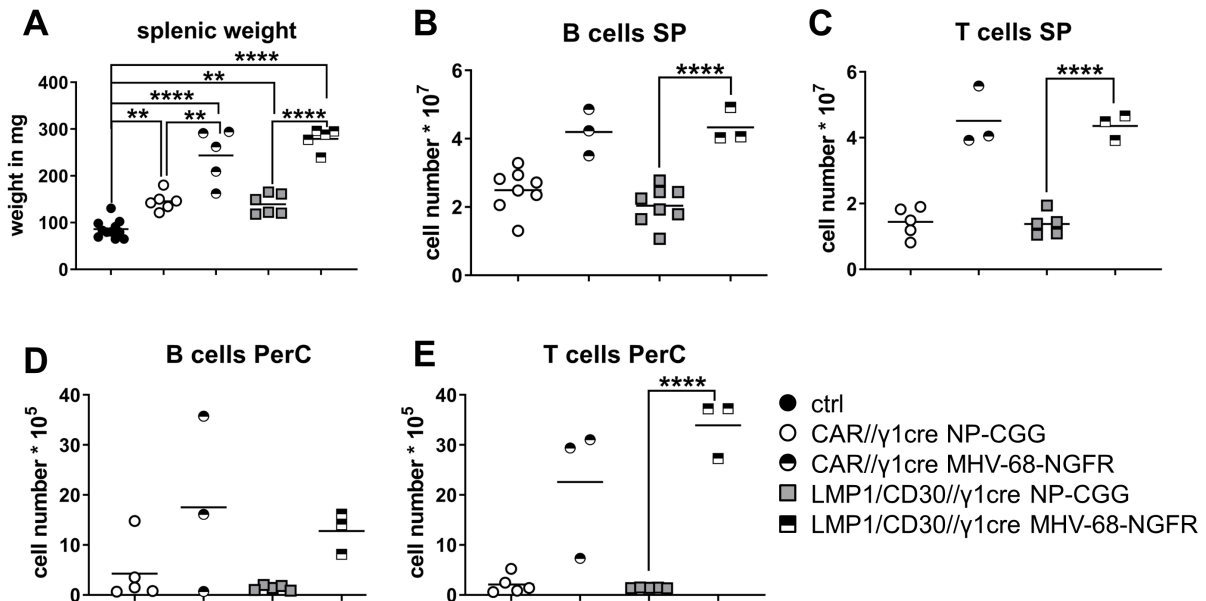 A
splenic weight
weight in mg
400
300
200
100
0
****
**
****
**
**
****
B
B cells SP
cell number * 10⁷
6
4
2
0
****
C
T cells SP
cell number * 10⁷
6
4
2
0
****
D
B cells PerC
cell number * 10⁵
40
30
20
10
0
E
T cells PerC
cell number * 10⁵
40
30
20
10
0
****
ctrl
CAR//γ1cre NP-CGG
CAR//γ1cre MHV-68-NGFR
LMP1/CD30//γ1cre NP-CGG
LMP1/CD30//γ1cre MHV-68-NGFR